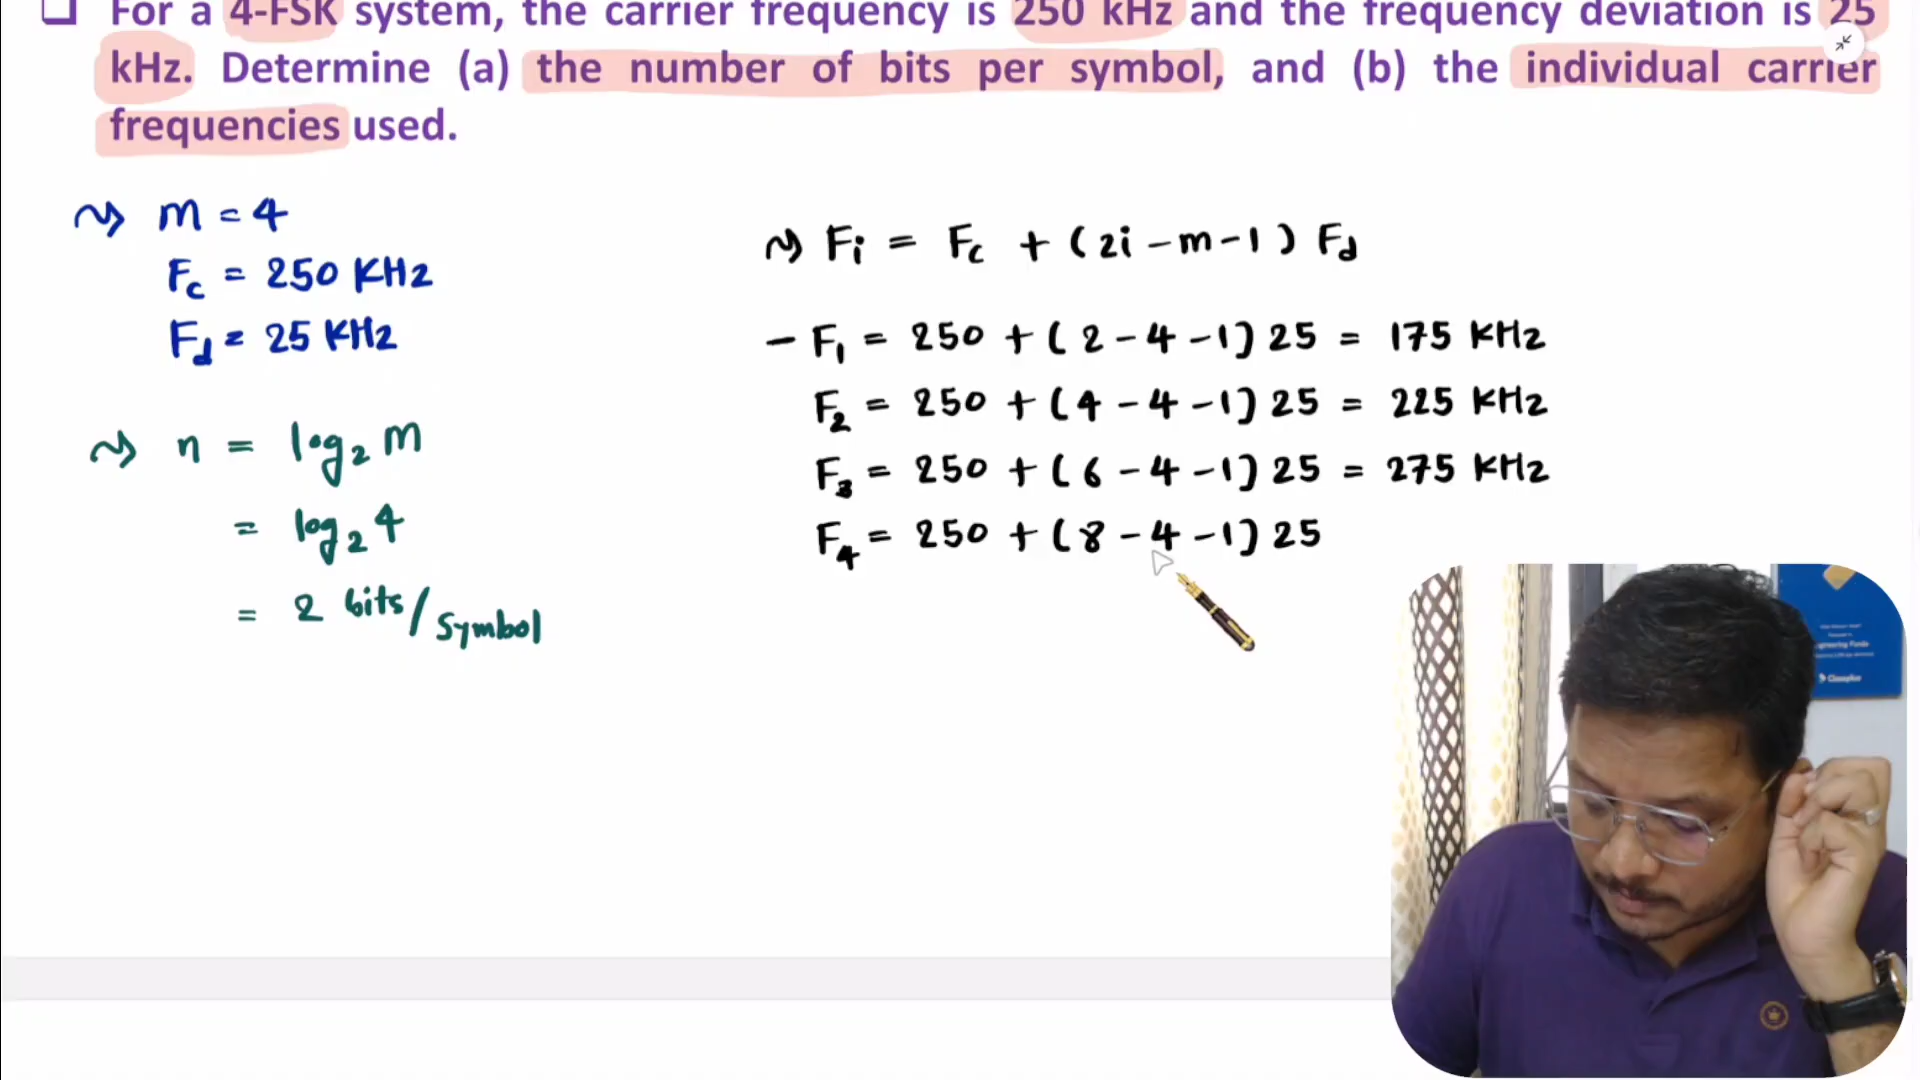 For a 4-FSK system, the carrier frequency is 250 kHz and the frequency deviation is 25
kHz. Determine (a) the number of bits per symbol, and (b) the individual carrier
frequencies used.
m = 4
Fc = 250 KHz
Fd = 25 KHz
n = log₂ m
= log₂ 4
= 2 bits/symbol
Fi = Fc + (2i - m - 1) Fd
- F₁ = 250 + (2 - 4 - 1) 25 = 175 KHz
F₂ = 250 + (4 - 4 - 1) 25 = 225 KHz
F₃ = 250 + (6 - 4 - 1) 25 = 275 KHz
F₄ = 250 + (8 - 4 - 1) 25
Classplus